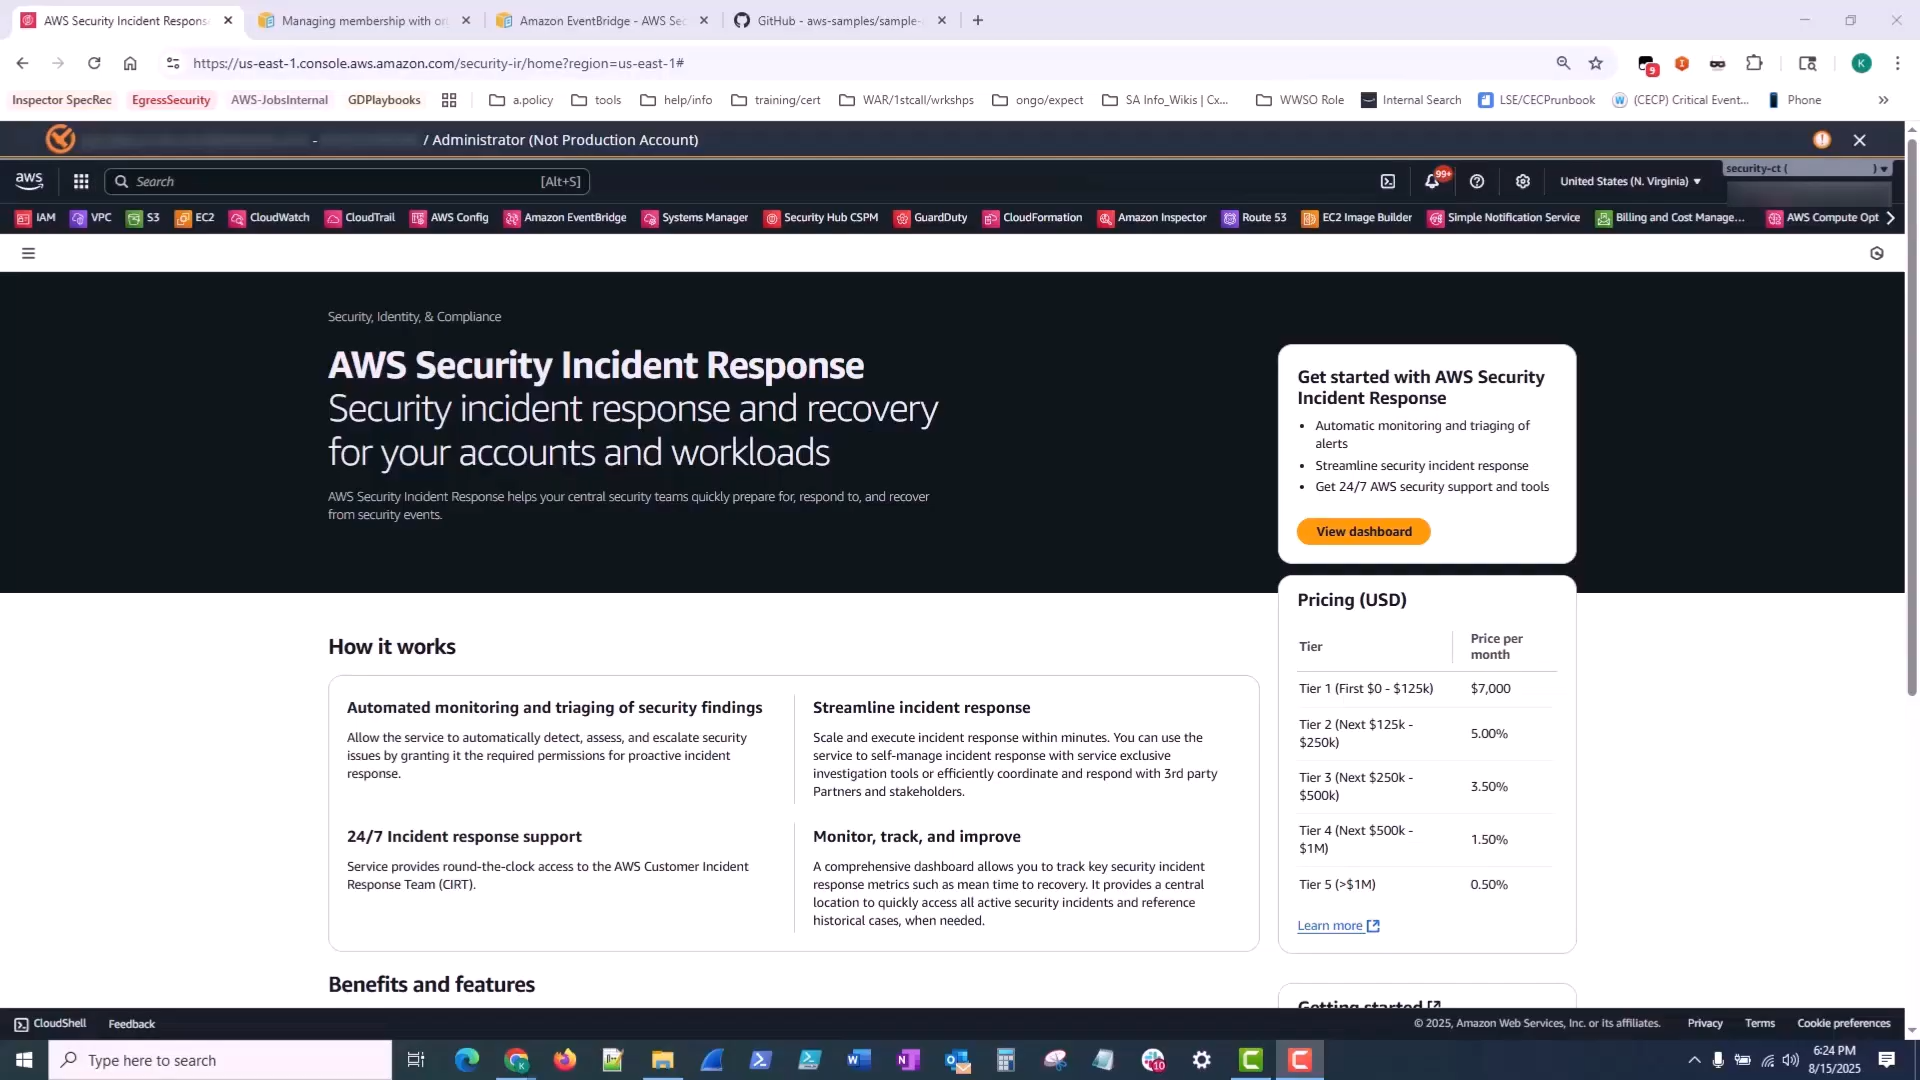 AWS Security Incident Response
Managing membership with or
Amazon EventBridge - AWS Sec
GitHub - aws-samples/sample-
https://us-east-1.console.aws.amazon.com/security-ir/home?region=us-east-1#
9
K
Inspector SpecRec
EgressSecurity
AWS-JobsInternal
GDPlaybooks
a.policy
tools
help/info
training/cert
WAR/1stcall/wrkshps
ongo/expect
SA Info_Wikis | Cx...
WWSO Role
Internal Search
LSE/CECPrunbook
(CECP) Critical Event...
Phone
- / Administrator (Not Production Account)
aws
Search
[Alt+S]
99+
United States (N. Virginia)
security-ct ( )
IAM
VPC
S3
EC2
CloudWatch
CloudTrail
AWS Config
Amazon EventBridge
Systems Manager
Security Hub CSPM
GuardDuty
CloudFormation
Amazon Inspector
Route 53
EC2 Image Builder
Simple Notification Service
Billing and Cost Manage...
AWS Compute Opt
Security, Identity, & Compliance
AWS Security Incident Response
Security incident response and recovery
for your accounts and workloads
AWS Security Incident Response helps your central security teams quickly prepare for, respond to, and recover
from security events.
Get started with AWS Security
Incident Response
• Automatic monitoring and triaging of
alerts
• Streamline security incident response
• Get 24/7 AWS security support and tools
View dashboard
Pricing (USD)
Tier
Price per
month
Tier 1 (First $0 - $125k)
$7,000
Tier 2 (Next $125k -
$250k)
5.00%
Tier 3 (Next $250k -
$500k)
3.50%
Tier 4 (Next $500k -
$1M)
1.50%
Tier 5 (>$1M)
0.50%
Learn more
How it works
Automated monitoring and triaging of security findings
Allow the service to automatically detect, assess, and escalate security
issues by granting it the required permissions for proactive incident
response.
Streamline incident response
Scale and execute incident response within minutes. You can use the
service to self-manage incident response with service exclusive
investigation tools or efficiently coordinate and respond with 3rd party
Partners and stakeholders.
24/7 Incident response support
Service provides round-the-clock access to the AWS Customer Incident
Response Team (CIRT).
Monitor, track, and improve
A comprehensive dashboard allows you to track key security incident
response metrics such as mean time to recovery. It provides a central
location to quickly access all active security incidents and reference
historical cases, when needed.
Benefits and features
Getting started
CloudShell
Feedback
© 2025, Amazon Web Services, Inc. or its affiliates.
Privacy
Terms
Cookie preferences
Type here to search
10
6:24 PM
8/15/2025